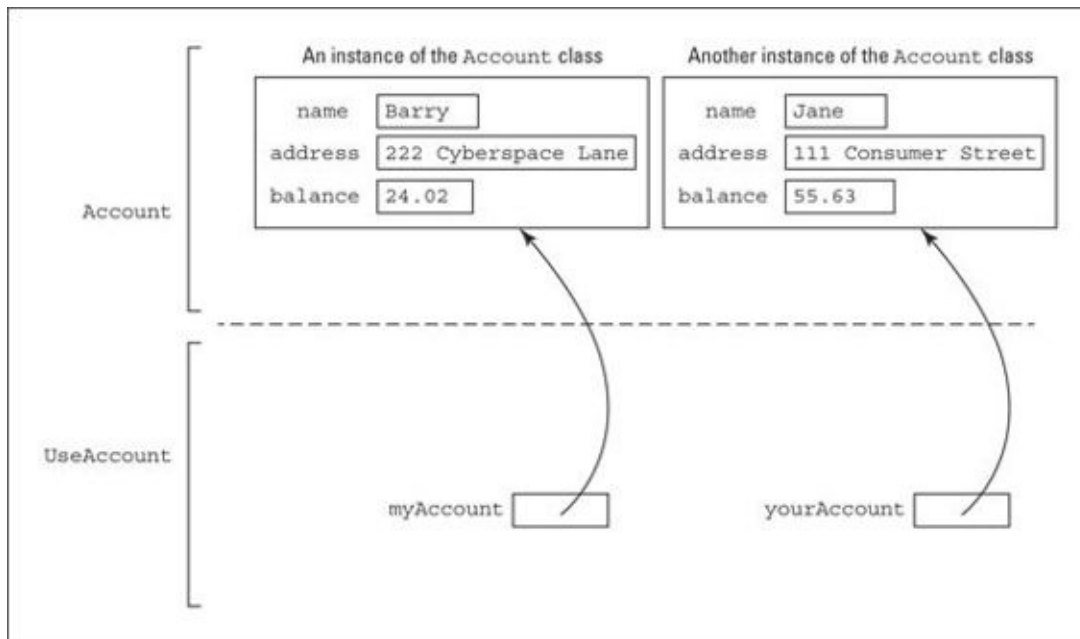 An instance of the Account class
Another instance of the Account class
name Barry
address 222 Cyberspace Lane
balance 24.02
name Jane
address 111 Consumer Street
balance 55.63
Account
UseAccount
myAccount
yourAccount